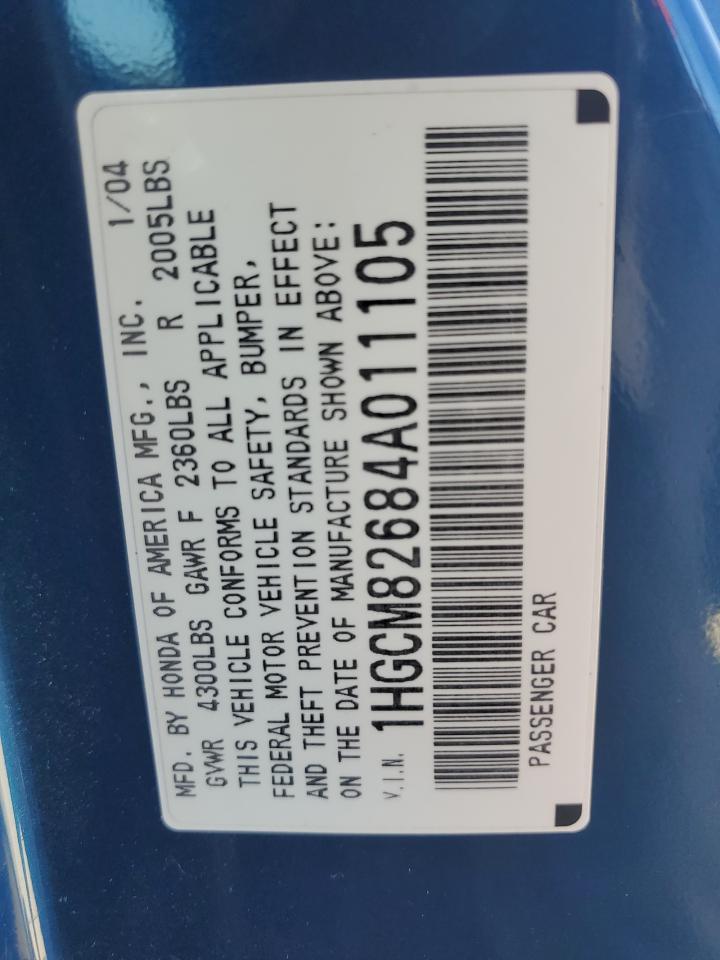 MFD. BY HONDA OF AMERICA MFG., INC. 1/04
GVWR 4300LBS GAWR F 2360LBS R 2005LBS
THIS VEHICLE CONFORMS TO ALL APPLICABLE
FEDERAL MOTOR VEHICLE SAFETY, BUMPER,
AND THEFT PREVENTION STANDARDS IN EFFECT
ON THE DATE OF MANUFACTURE SHOWN ABOVE:
V.I.N. 1HGCM82684A011105
PASSENGER CAR